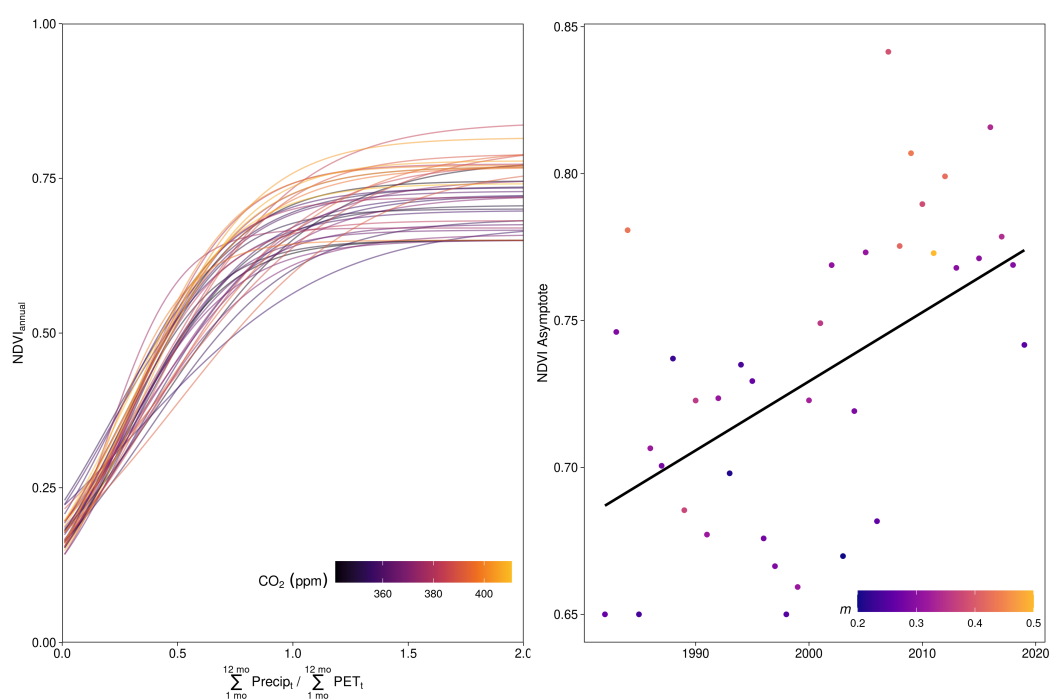 1.00
0.75
0.50
0.25
0.00
NDVIannual
0.0 0.5 1.0 1.5 2.0
CO2 (ppm)
360 380 400
12 mo 12 mo
∑ Precipt / ∑ PETt
1 mo 1 mo
0.85
0.80
0.75
0.70
0.65
NDVI Asymptote
m
0.2 0.3 0.4 0.5
1990 2000 2010 2020